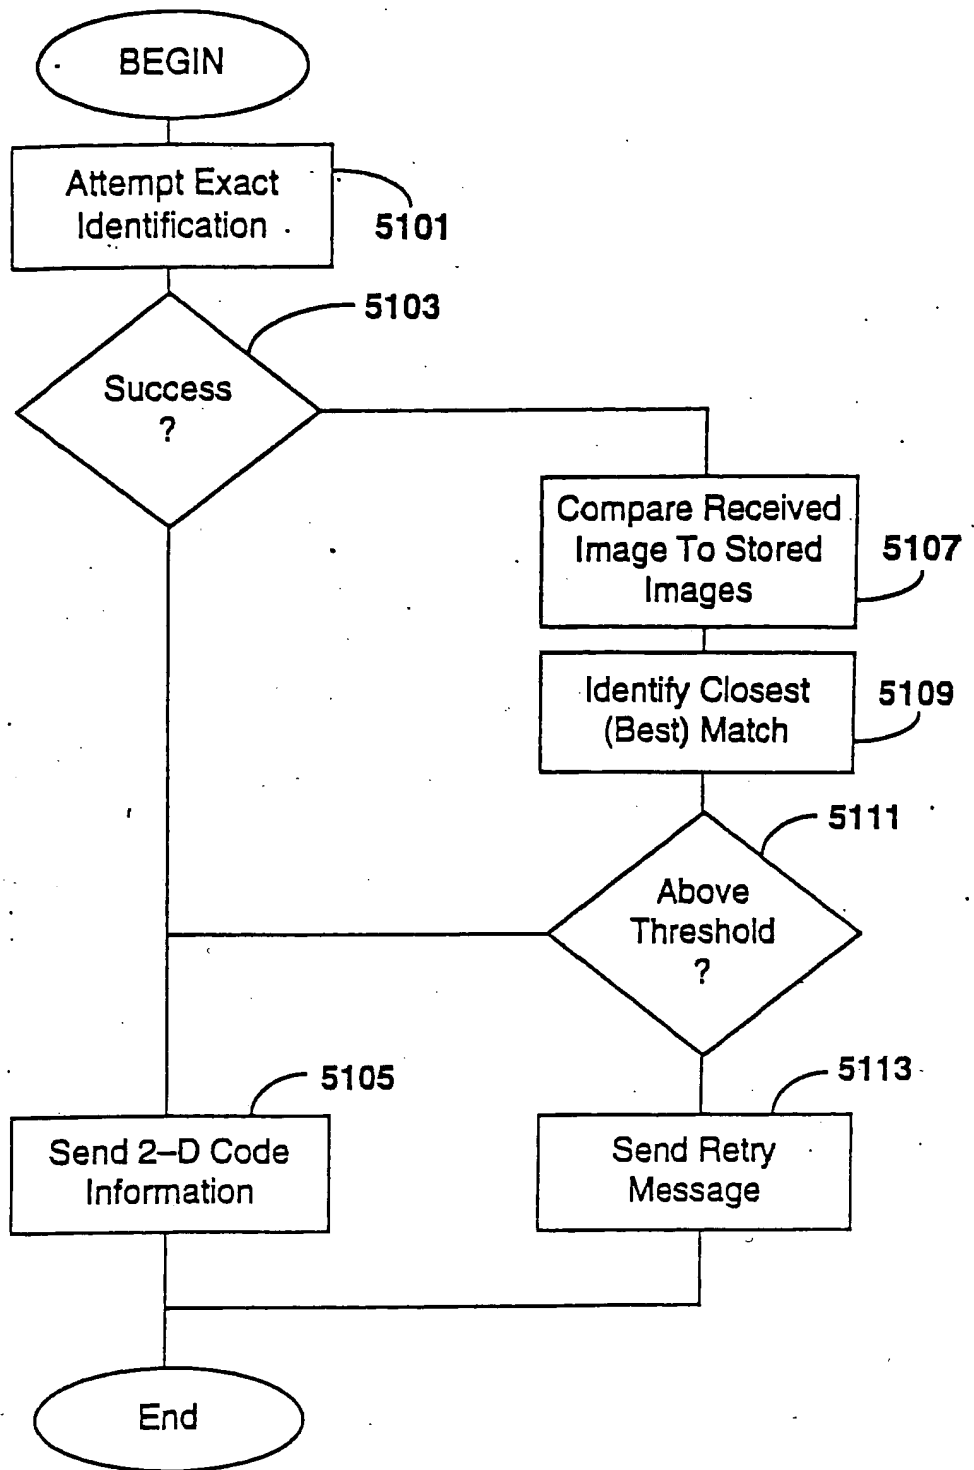 BEGIN
Attempt Exact
Identification
5101
5103
Success
?
Compare Received
Image To Stored
Images
5107
Identify Closest
(Best) Match
5109
5111
Above
Threshold
?
5105
Send 2–D Code
Information
5113
Send Retry
Message
End